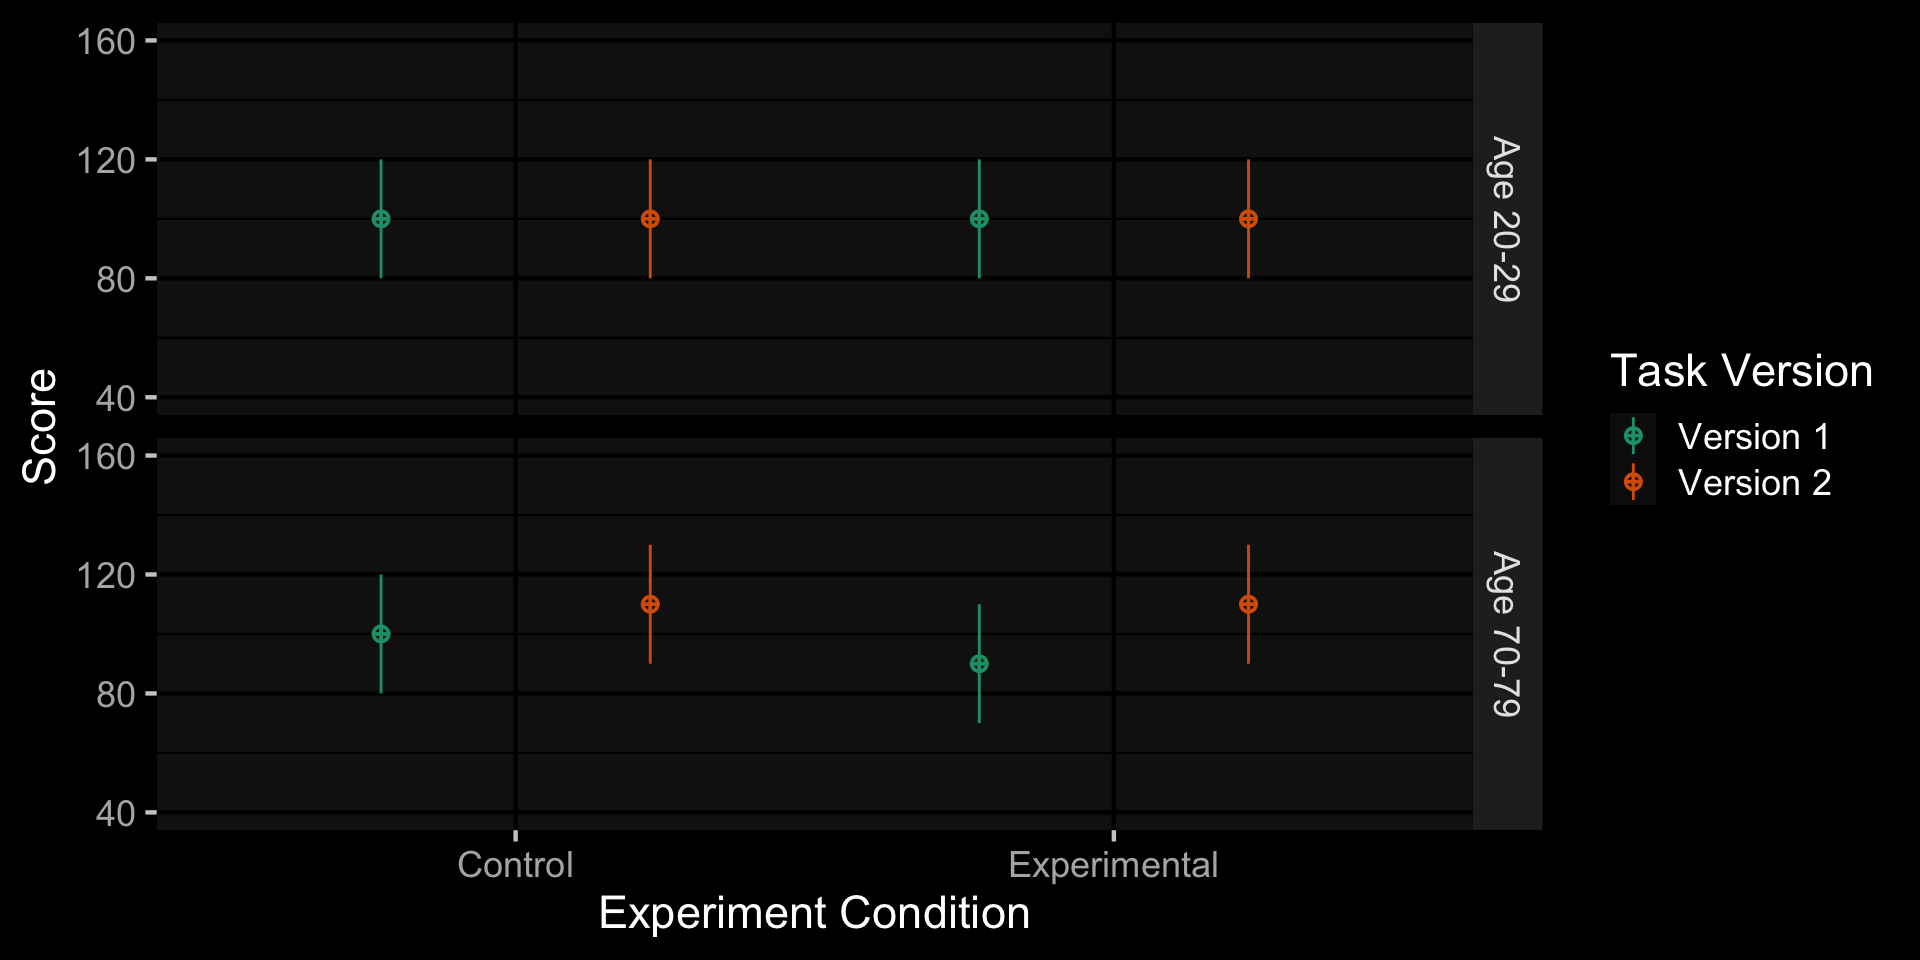 160
120
80
40
Age 20-29
160
120
80
40
Age 70-79
Score
Control
Experimental
Experiment Condition
Task Version
Version 1
Version 2